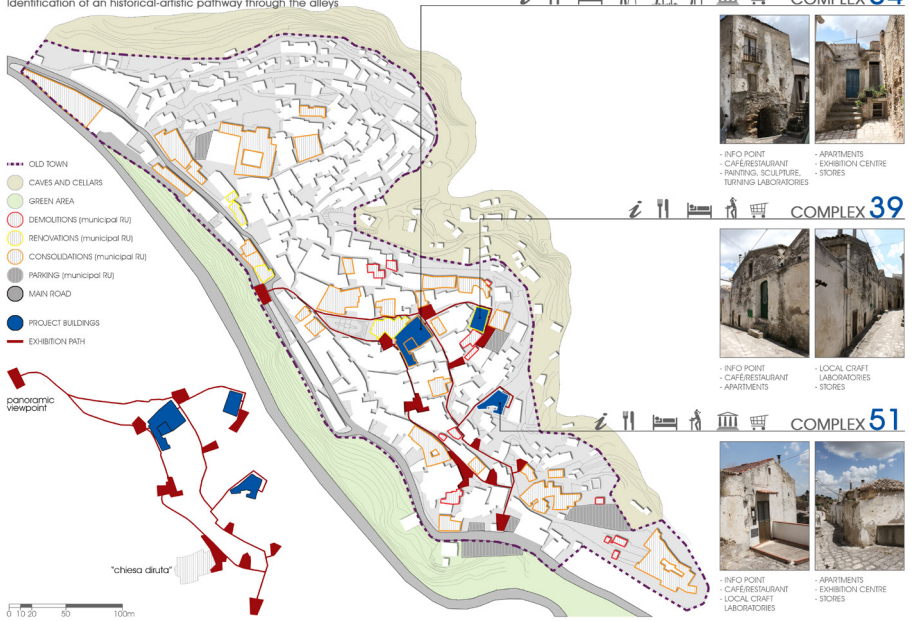 Identification of an historical-artistic pathway through the alleys
COMPLEX 34
- INFO POINT
- CAFÉ/RESTAURANT
- PAINTING, SCULPTURE,
TURNING LABORATORIES
- APARTMENTS
- EXHIBITION CENTRE
- STORES
OLD TOWN
CAVES AND CELLARS
GREEN AREA
DEMOLITIONS (municipal RU)
RENOVATIONS (municipal RU)
CONSOLIDATIONS (municipal RU)
PARKING (municipal RU)
MAIN ROAD
PROJECT BUILDINGS
EXHIBITION PATH
i
COMPLEX 39
- INFO POINT
- CAFÉ/RESTAURANT
- APARTMENTS
- LOCAL CRAFT
LABORATORIES
- STORES
panoramic
viewpoint
i
COMPLEX 51
- INFO POINT
- CAFÉ/RESTAURANT
- LOCAL CRAFT
LABORATORIES
- APARTMENTS
- EXHIBITION CENTRE
- STORES
"chiesa diruta"
0 10 20 50 100m